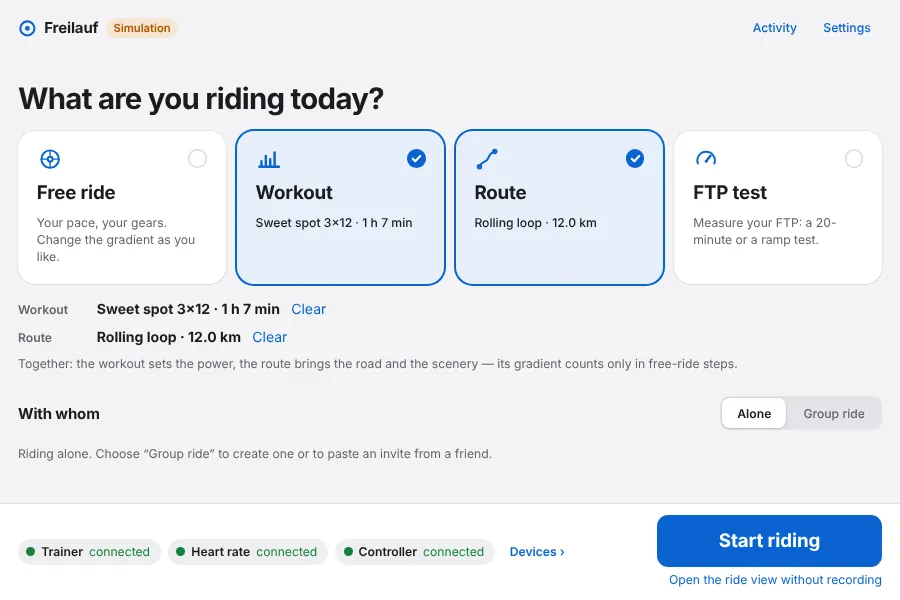 Freilauf Simulation Activity Settings
What are you riding today?
Free ride
Your pace, your gears.
Change the gradient as you
like.
Workout
Sweet spot 3×12 · 1 h 7 min
Route
Rolling loop · 12.0 km
FTP test
Measure your FTP: a 20-
minute or a ramp test.
Workout Sweet spot 3×12 · 1 h 7 min Clear
Route Rolling loop · 12.0 km Clear
Together: the workout sets the power, the route brings the road and the scenery — its gradient counts only in free-ride steps.
With whom Alone Group ride
Riding alone. Choose “Group ride” to create one or to paste an invite from a friend.
Trainer connected Heart rate connected Controller connected Devices ›
Start riding
Open the ride view without recording